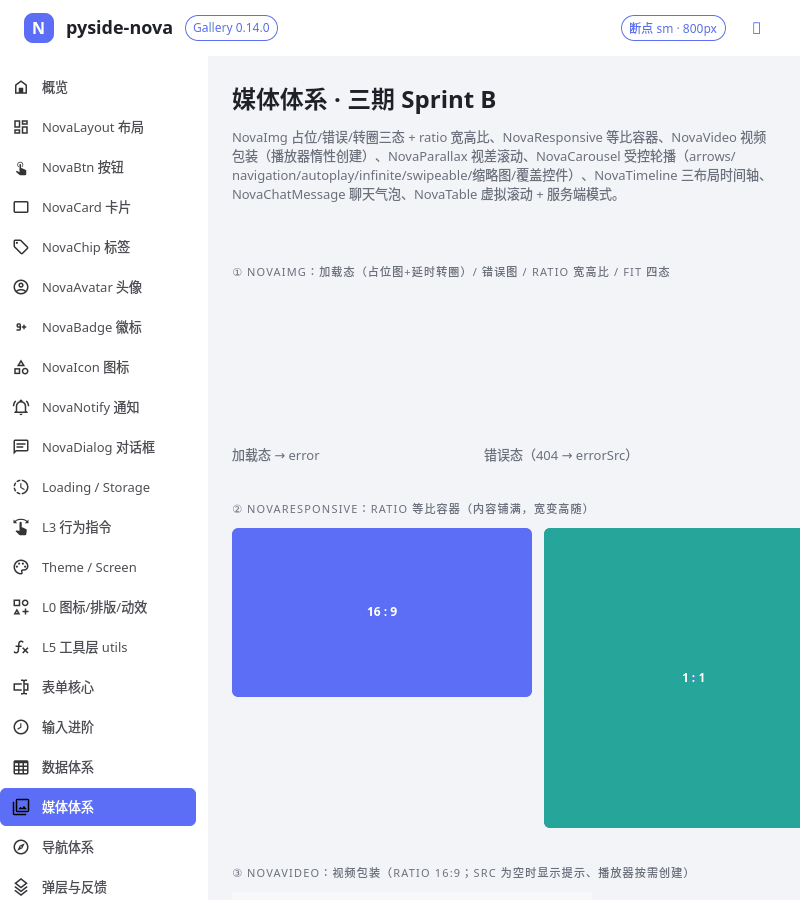 N pyside-nova Gallery 0.14.0 断点 sm · 800px
概览
NovaLayout 布局
NovaBtn 按钮
NovaCard 卡片
NovaChip 标签
NovaAvatar 头像
9+ NovaBadge 徽标
NovaIcon 图标
NovaNotify 通知
NovaDialog 对话框
Loading / Storage
L3 行为指令
Theme / Screen
L0 图标/排版/动效
L5 工具层 utils
表单核心
输入进阶
数据体系
媒体体系
导航体系
弹层与反馈
媒体体系 · 三期 Sprint B
NovaImg 占位/错误/转圈三态 + ratio 宽高比、NovaResponsive 等比容器、NovaVideo 视频
包装（播放器惰性创建）、NovaParallax 视差滚动、NovaCarousel 受控轮播（arrows/
navigation/autoplay/infinite/swipeable/缩略图/覆盖控件）、NovaTimeline 三布局时间轴、
NovaChatMessage 聊天气泡、NovaTable 虚拟滚动 + 服务端模式。
① NOVAIMG：加载态（占位图+延时转圈）/ 错误图 / RATIO 宽高比 / FIT 四态
加载态 → error
错误态（404 → errorSrc）
② NOVARESPONSIVE：RATIO 等比容器（内容铺满，宽变高随）
16 : 9
1 : 1
③ NOVAVIDEO：视频包装（RATIO 16:9；SRC 为空时显示提示、播放器按需创建）